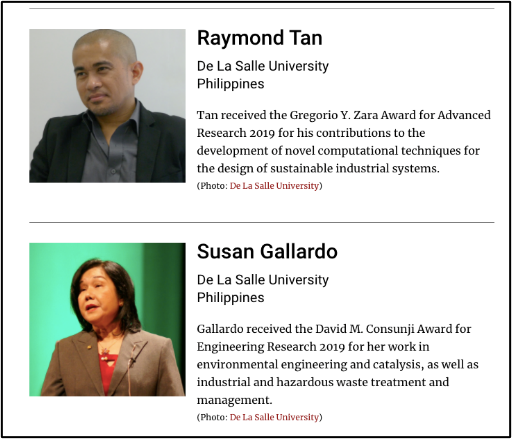 Raymond Tan
De La Salle University
Philippines
Tan received the Gregorio Y. Zara Award for Advanced
Research 2019 for his contributions to the
development of novel computational techniques for
the design of sustainable industrial systems.
(Photo: De La Salle University)
Susan Gallardo
De La Salle University
Philippines
Gallardo received the David M. Consunji Award for
Engineering Research 2019 for her work in
environmental engineering and catalysis, as well as
industrial and hazardous waste treatment and
management.
(Photo: De La Salle University)